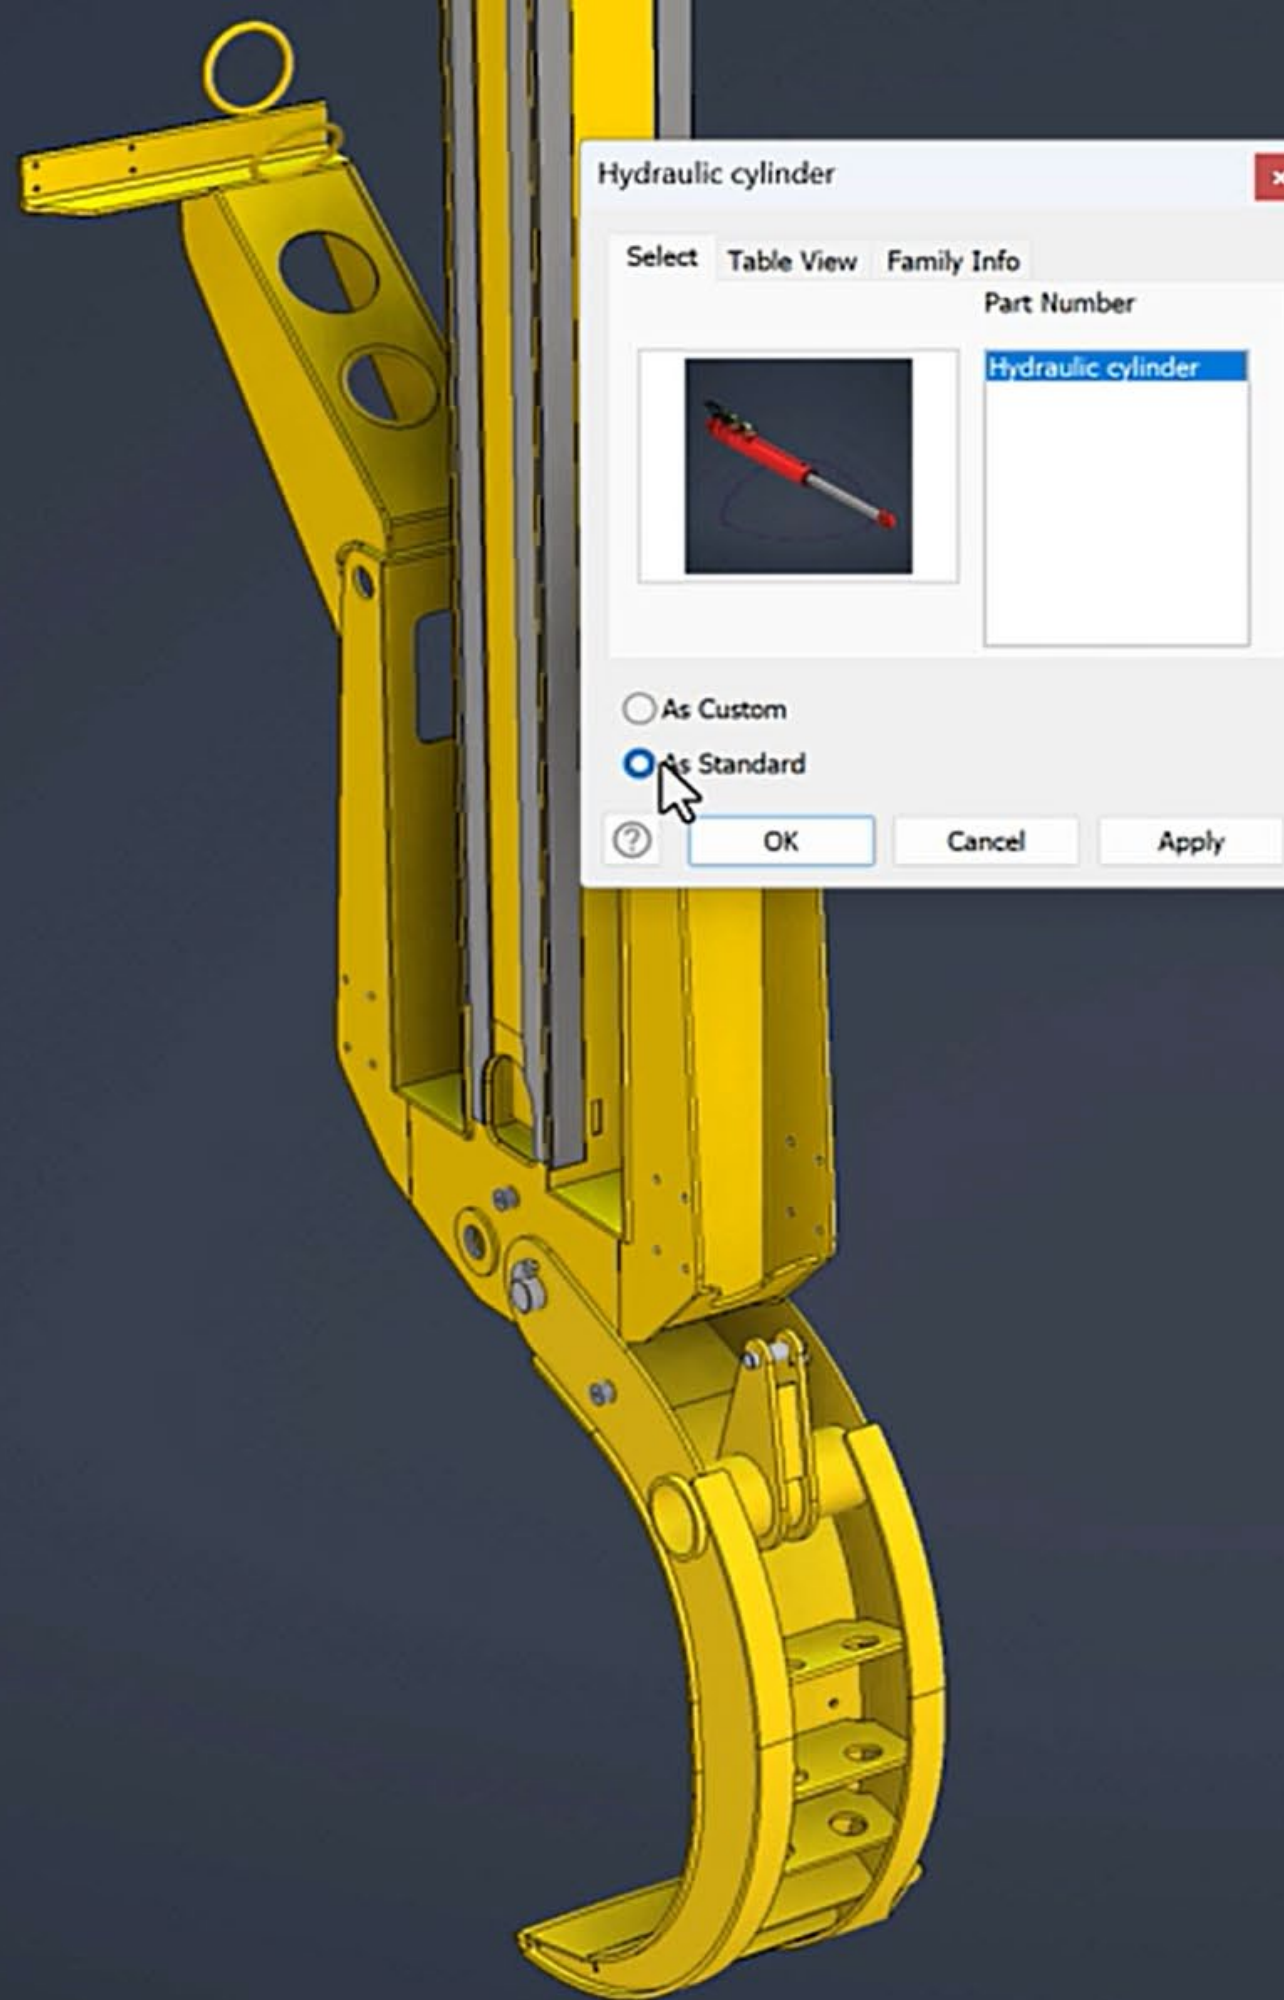 Hydraulic cylinder
Select Table View Family Info
Part Number
Hydraulic cylinder
As Custom
As Standard
OK Cancel Apply